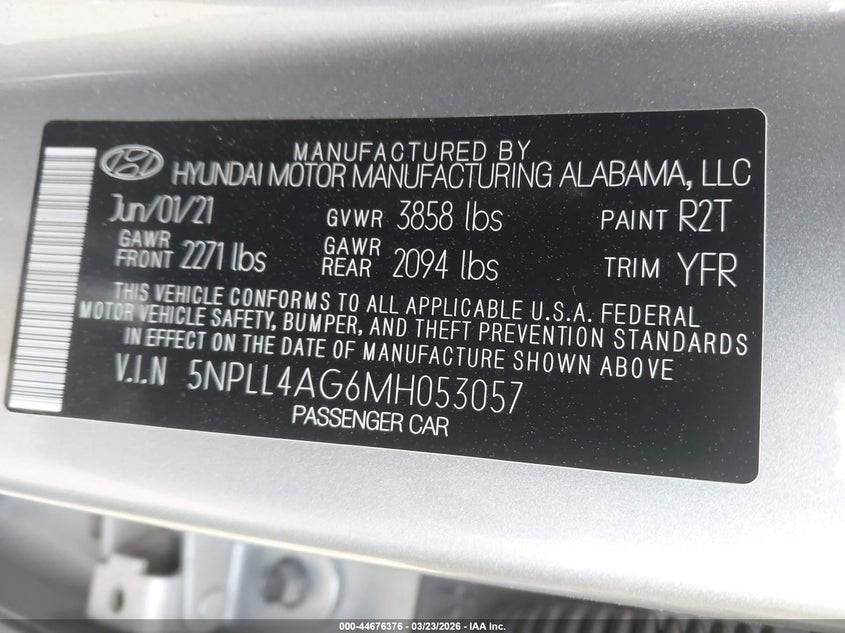 MANUFACTURED BY
HYUNDAI MOTOR MANUFACTURING ALABAMA, LLC
Jun/01/21 GVWR 3858 lbs PAINT R2T
GAWR FRONT 2271 lbs GAWR REAR 2094 lbs TRIM YFR
THIS VEHICLE CONFORMS TO ALL APPLICABLE U.S.A. FEDERAL
MOTOR VEHICLE SAFETY, BUMPER, AND THEFT PREVENTION STANDARDS
IN EFFECT ON THE DATE OF MANUFACTURE SHOWN ABOVE
V.I.N 5NPLL4AG6MH053057
PASSENGER CAR
000-44676376 | 03/23/2026 - IAA Inc.